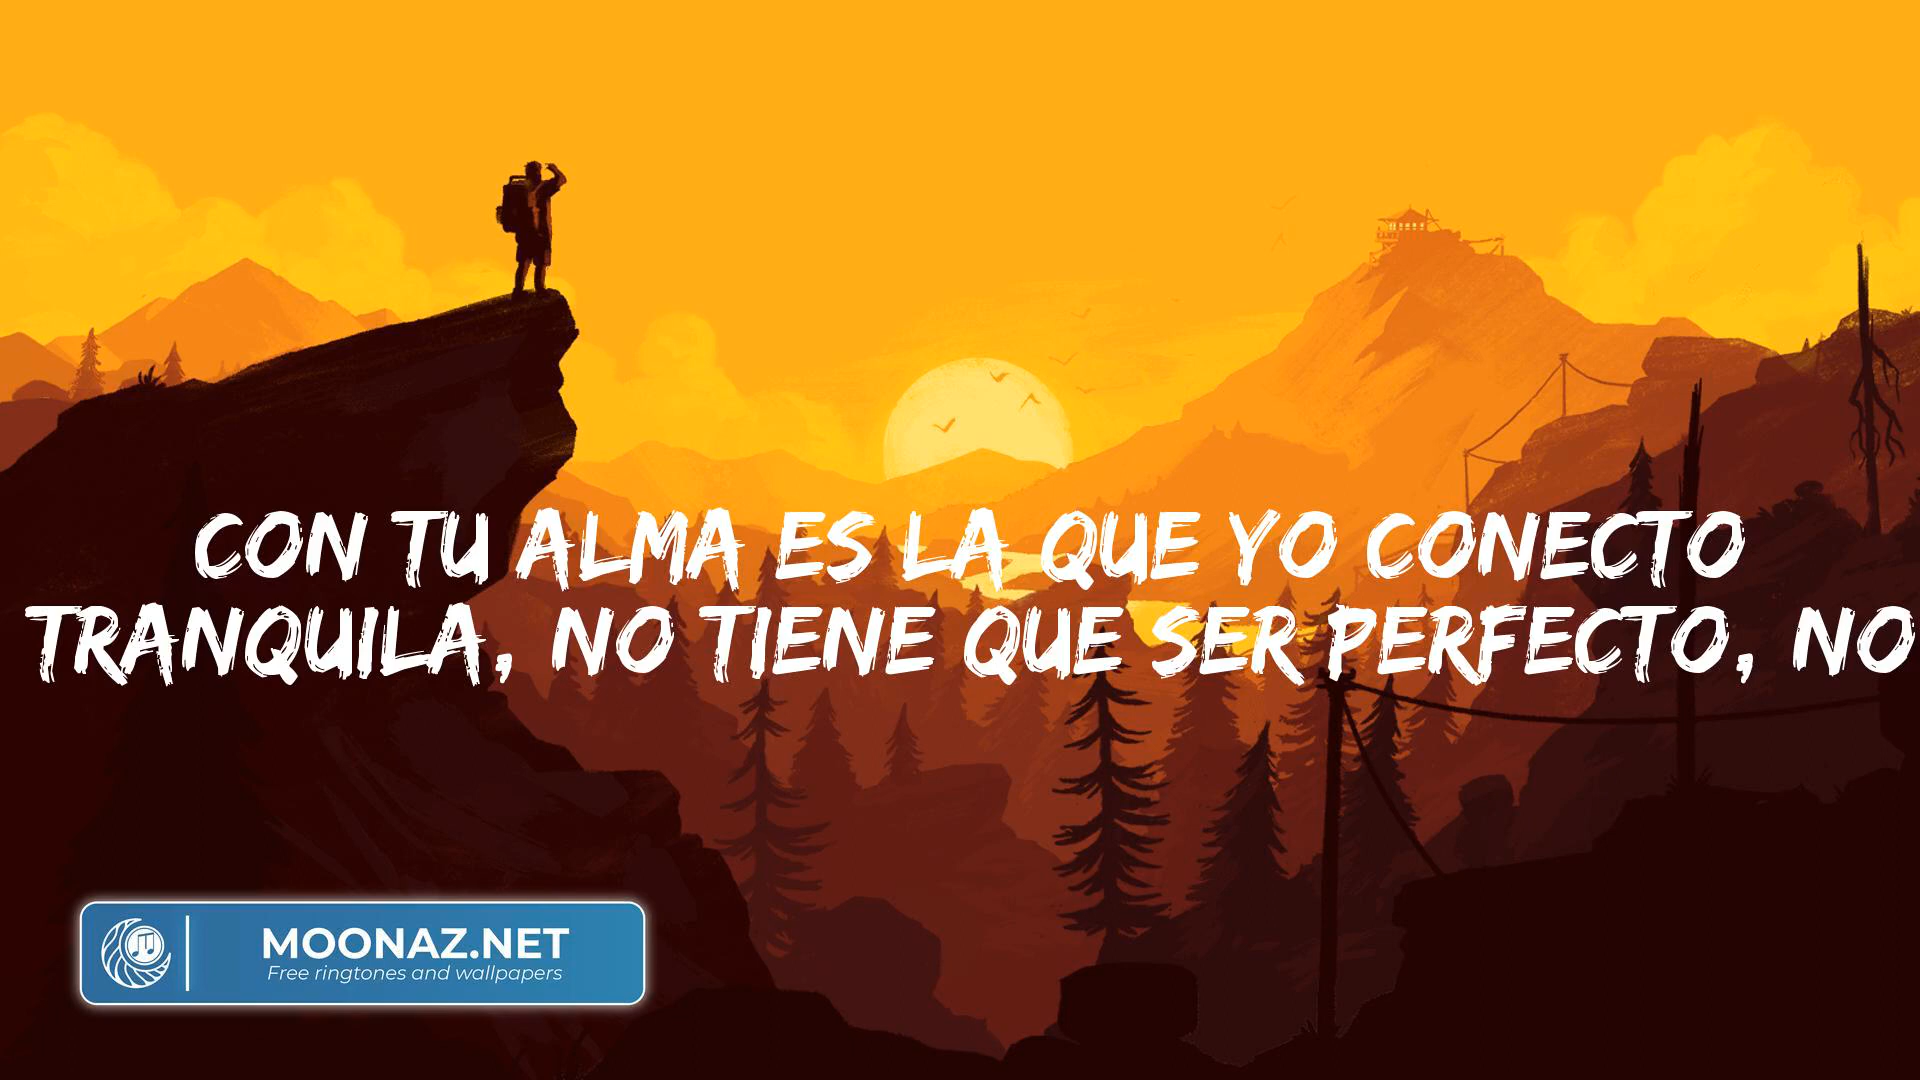 CON TU ALMA ES LA QUE YO CONECTO
TRANQUILA, NO TIENE QUE SER PERFECTO, NO
MOONAZ.NET
Free ringtones and wallpapers